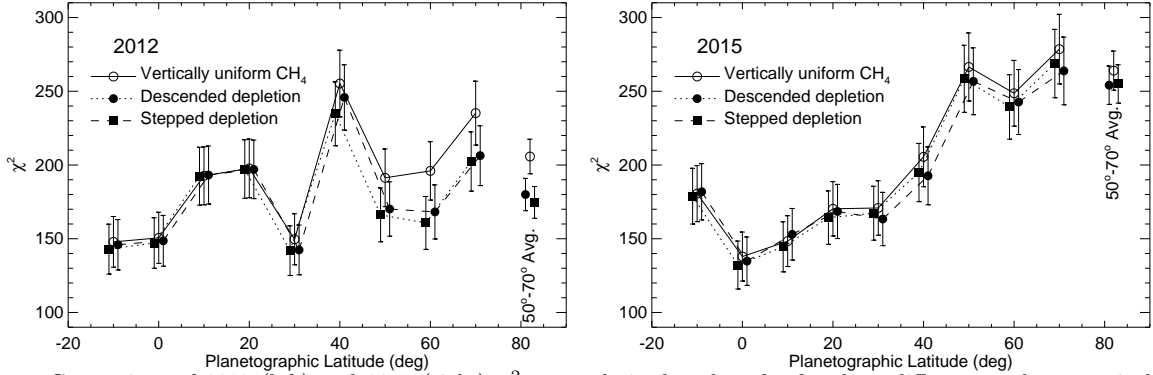 300
250
200
150
100
χ²
2012
Vertically uniform CH₄
Descended depletion
Stepped depletion
50°-70° Avg.
-20 0 20 40 60 80
Planetographic Latitude (deg)
300
250
200
150
100
χ²
2015
Vertically uniform CH₄
Descended depletion
Stepped depletion
50°-70° Avg.
-20 0 20 40 60 80
Planetographic Latitude (deg)